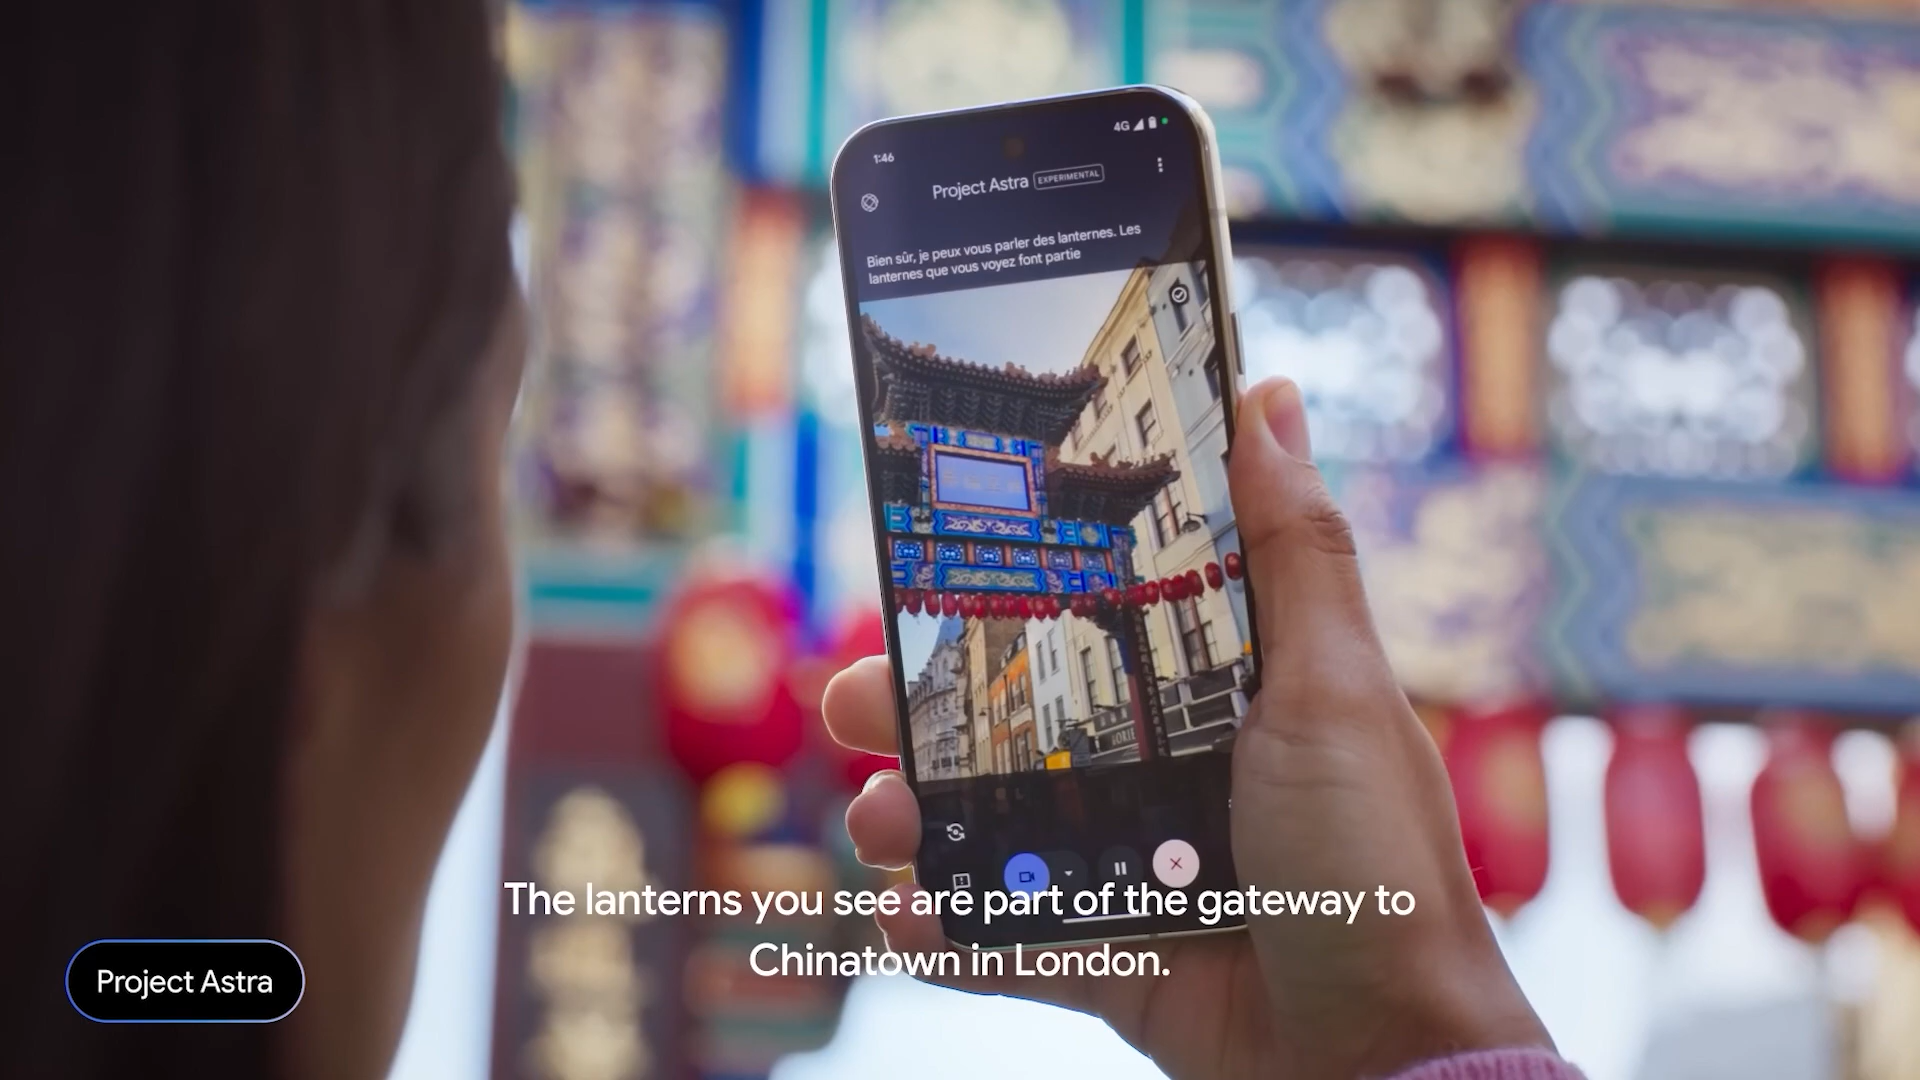 1:46
4G
Project Astra EXPERIMENTAL
Bien sûr, je peux vous parler des lanternes. Les
lanternes que vous voyez font partie
The lanterns you see are part of the gateway to
Chinatown in London.
Project Astra